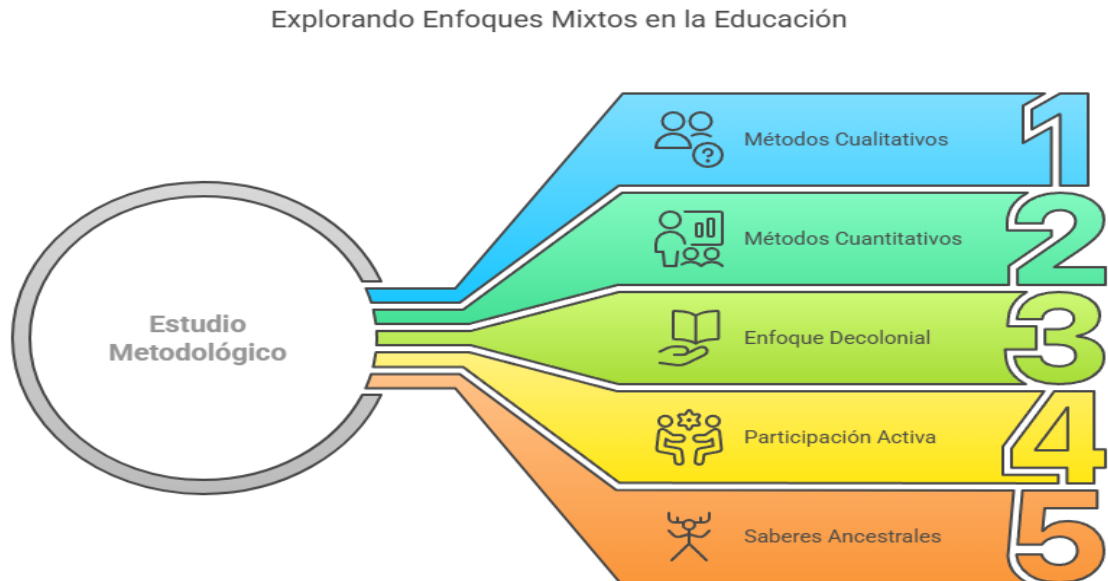 Explorando Enfoques Mixtos en la Educación
Estudio
Metodológico
Métodos Cualitativos
1
?
Métodos Cuantitativos
2
Enfoque Decolonial
3
Participación Activa
4
Saberes Ancestrales
5